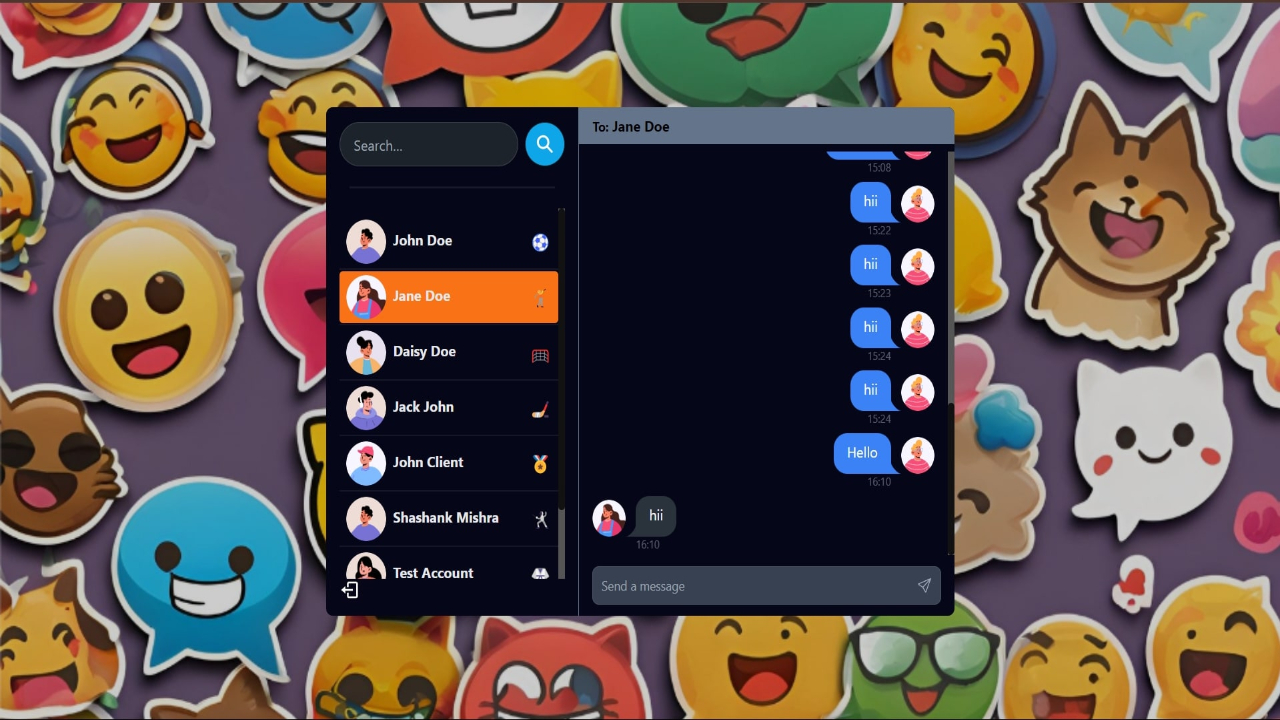 Search...
John Doe
Jane Doe
Daisy Doe
Jack John
John Client
Shashank Mishra
Test Account
To: Jane Doe
15:08
hii
15:22
hii
15:23
hii
15:24
hii
15:24
Hello
16:10
hii
16:10
Send a message